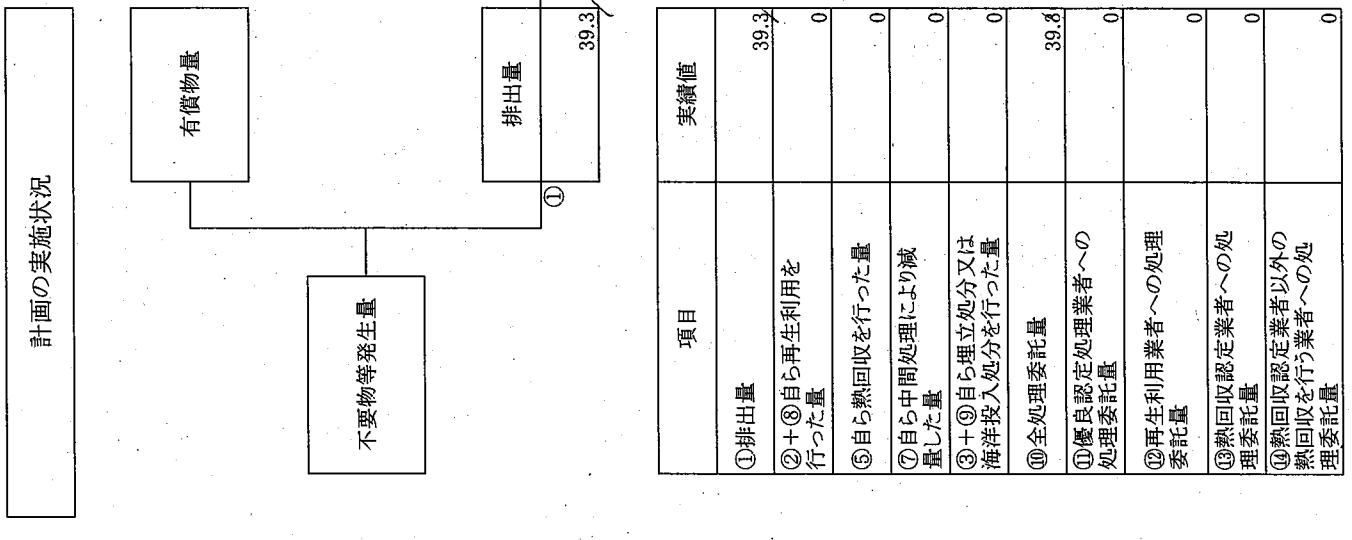 計画の実施状況
有償物量
不要物等発生量
排出量
①
39.3
項目
実績値
①排出量
39.3
②+⑧自ら再生利用を
行った量
0
⑤自ら熱回収を行った量
0
⑦自ら中間処理により減
量した量
0
③+⑨自ら埋立処分又は
海洋投入処分を行った量
0
⑩全処理委託量
39.3
⑪優良認定処理業者への
処理委託量
0
⑫再生利用業者への処理
委託量
0
⑬熱回収認定業者への処
理委託量
0
⑭熱回収認定業者以外の
熱回収を行う業者への処
理委託量
0